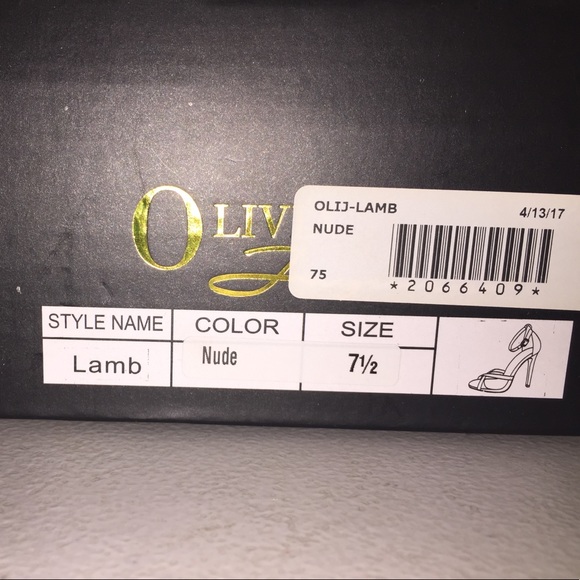 OLIV
OLIJ-LAMB 4/13/17
NUDE
75
*2066409*
STYLE NAME COLOR SIZE
Lamb Nude 7½